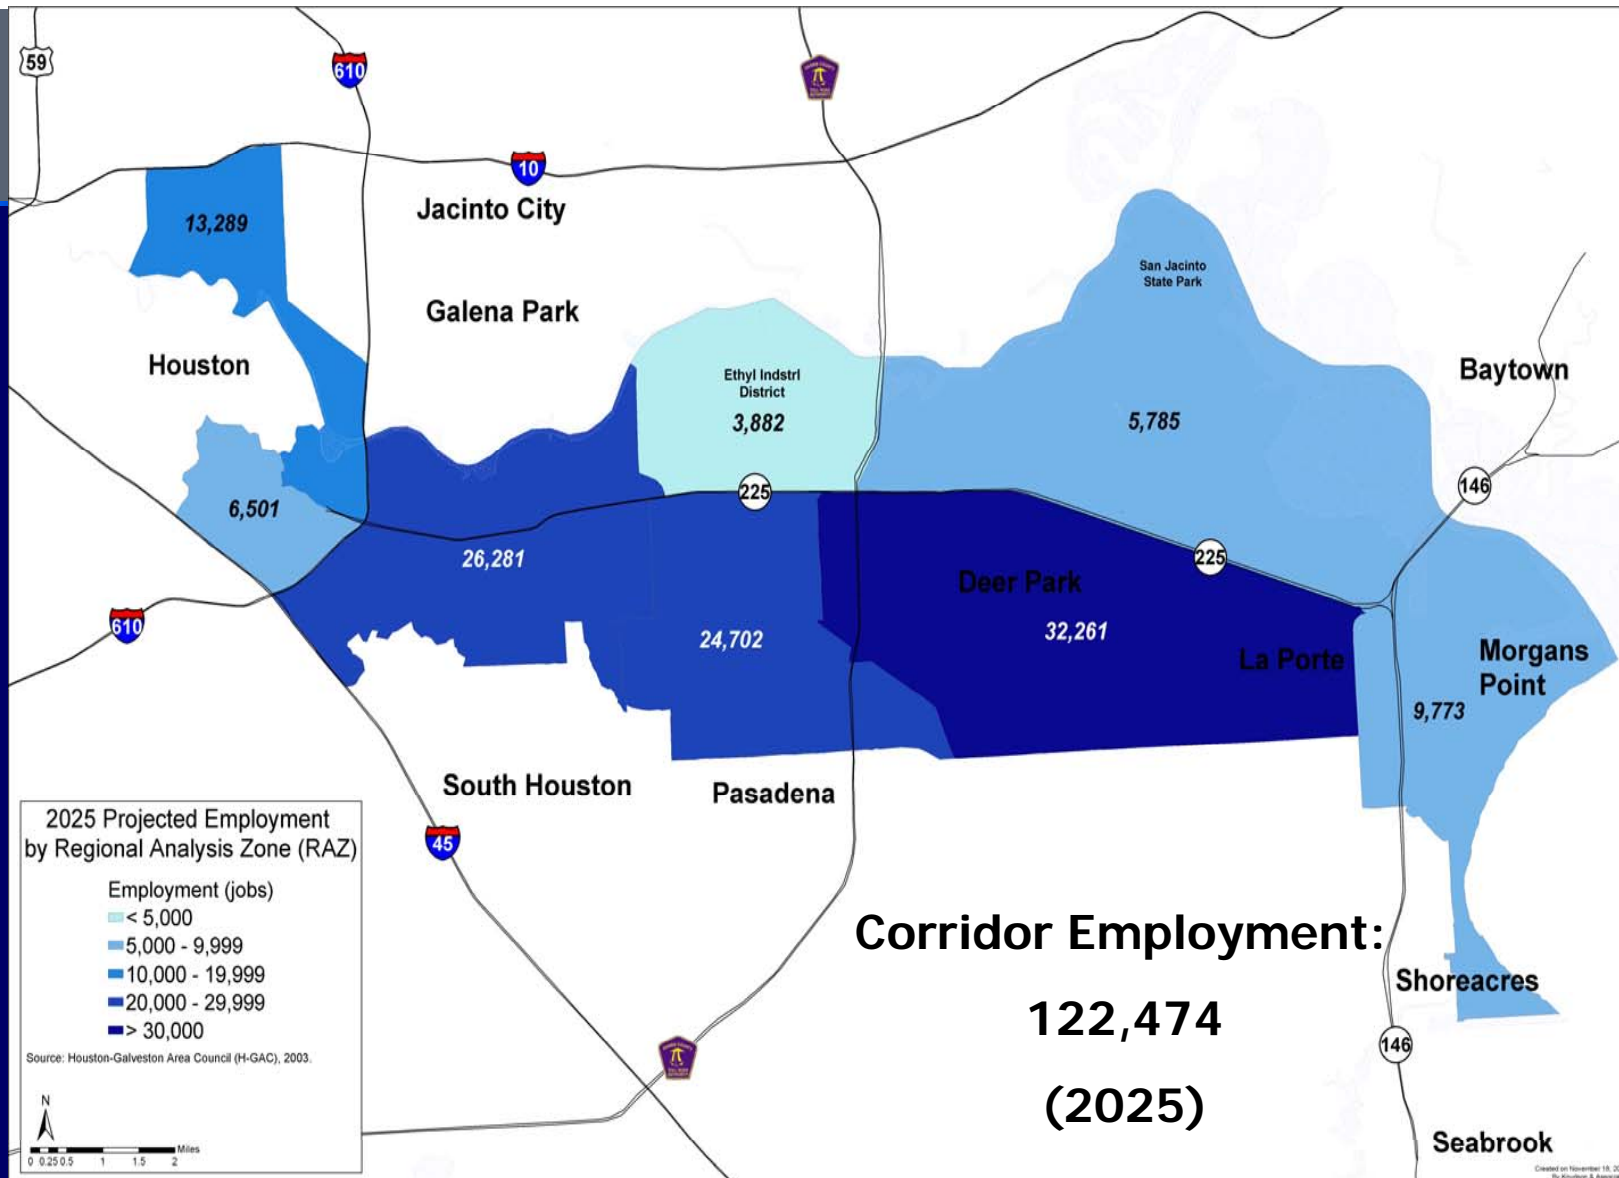 59
610
10
Jacinto City
13,289
Galena Park
San Jacinto
State Park
Houston
Ethyl Indstrl
District
3,882
5,785
Baytown
6,501
225
146
26,281
225
Deer Park
610
24,702
32,261
La Porte
Morgans
Point
9,773
South Houston
Pasadena
45
2025 Projected Employment
by Regional Analysis Zone (RAZ)
Employment (jobs)
< 5,000
5,000 - 9,999
10,000 - 19,999
20,000 - 29,999
> 30,000
Source: Houston-Galveston Area Council (H-GAC), 2003.
N
Miles
0 0.25 0.5 1 1.5 2
Corridor Employment:
122,474
(2025)
Shoreacres
146
Seabrook
Created on November 18, 20